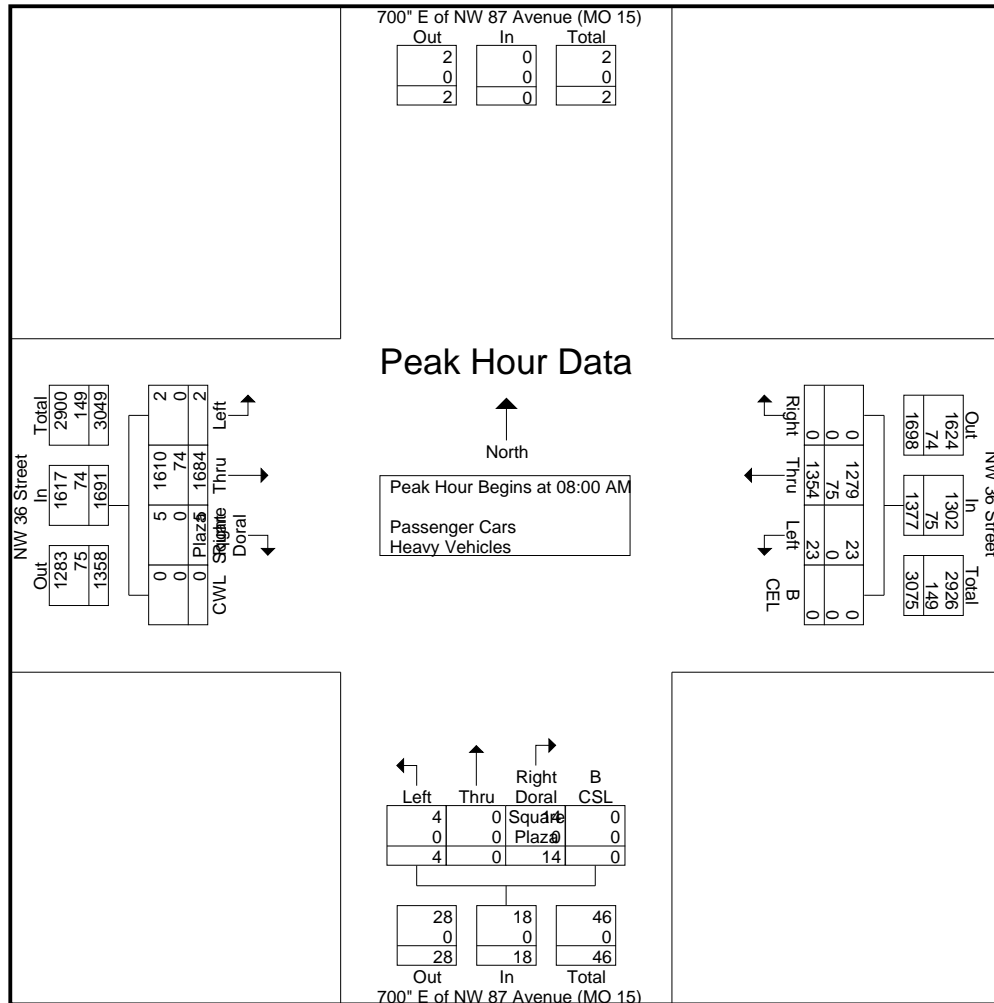 700" E of NW 87 Avenue (MO 15)
Out In Total
2 0 2
0 0 0
2 0 2
Peak Hour Data
North
Peak Hour Begins at 08:00 AM
Passenger Cars
Heavy Vehicles
NW 36 Street
Total In Out
2900 1617 1283
149 74 75
3049 1691 1358
2 1610 5 0
0 74 0 0
2 1684 5 0
Left Thru Right CWL
Doral
Square
Plaza
NW 36 Street
Out In Total
1624 1302 2926
74 75 149
1698 1377 3075
0 1279 23 0
0 75 0 0
0 1354 23 0
Right Thru Left B
CEL
Right B
Left Thru Doral CSL
4 0 Square 14 0
0 0 Plaza 0 0
4 0 14 0
28 18 46
0 0 0
28 18 46
Out In Total
700" E of NW 87 Avenue (MO 15)